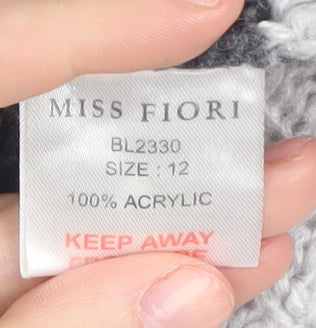 MISS FIORI
BL2330
SIZE : 12
100% ACRYLIC
KEEP AWAY